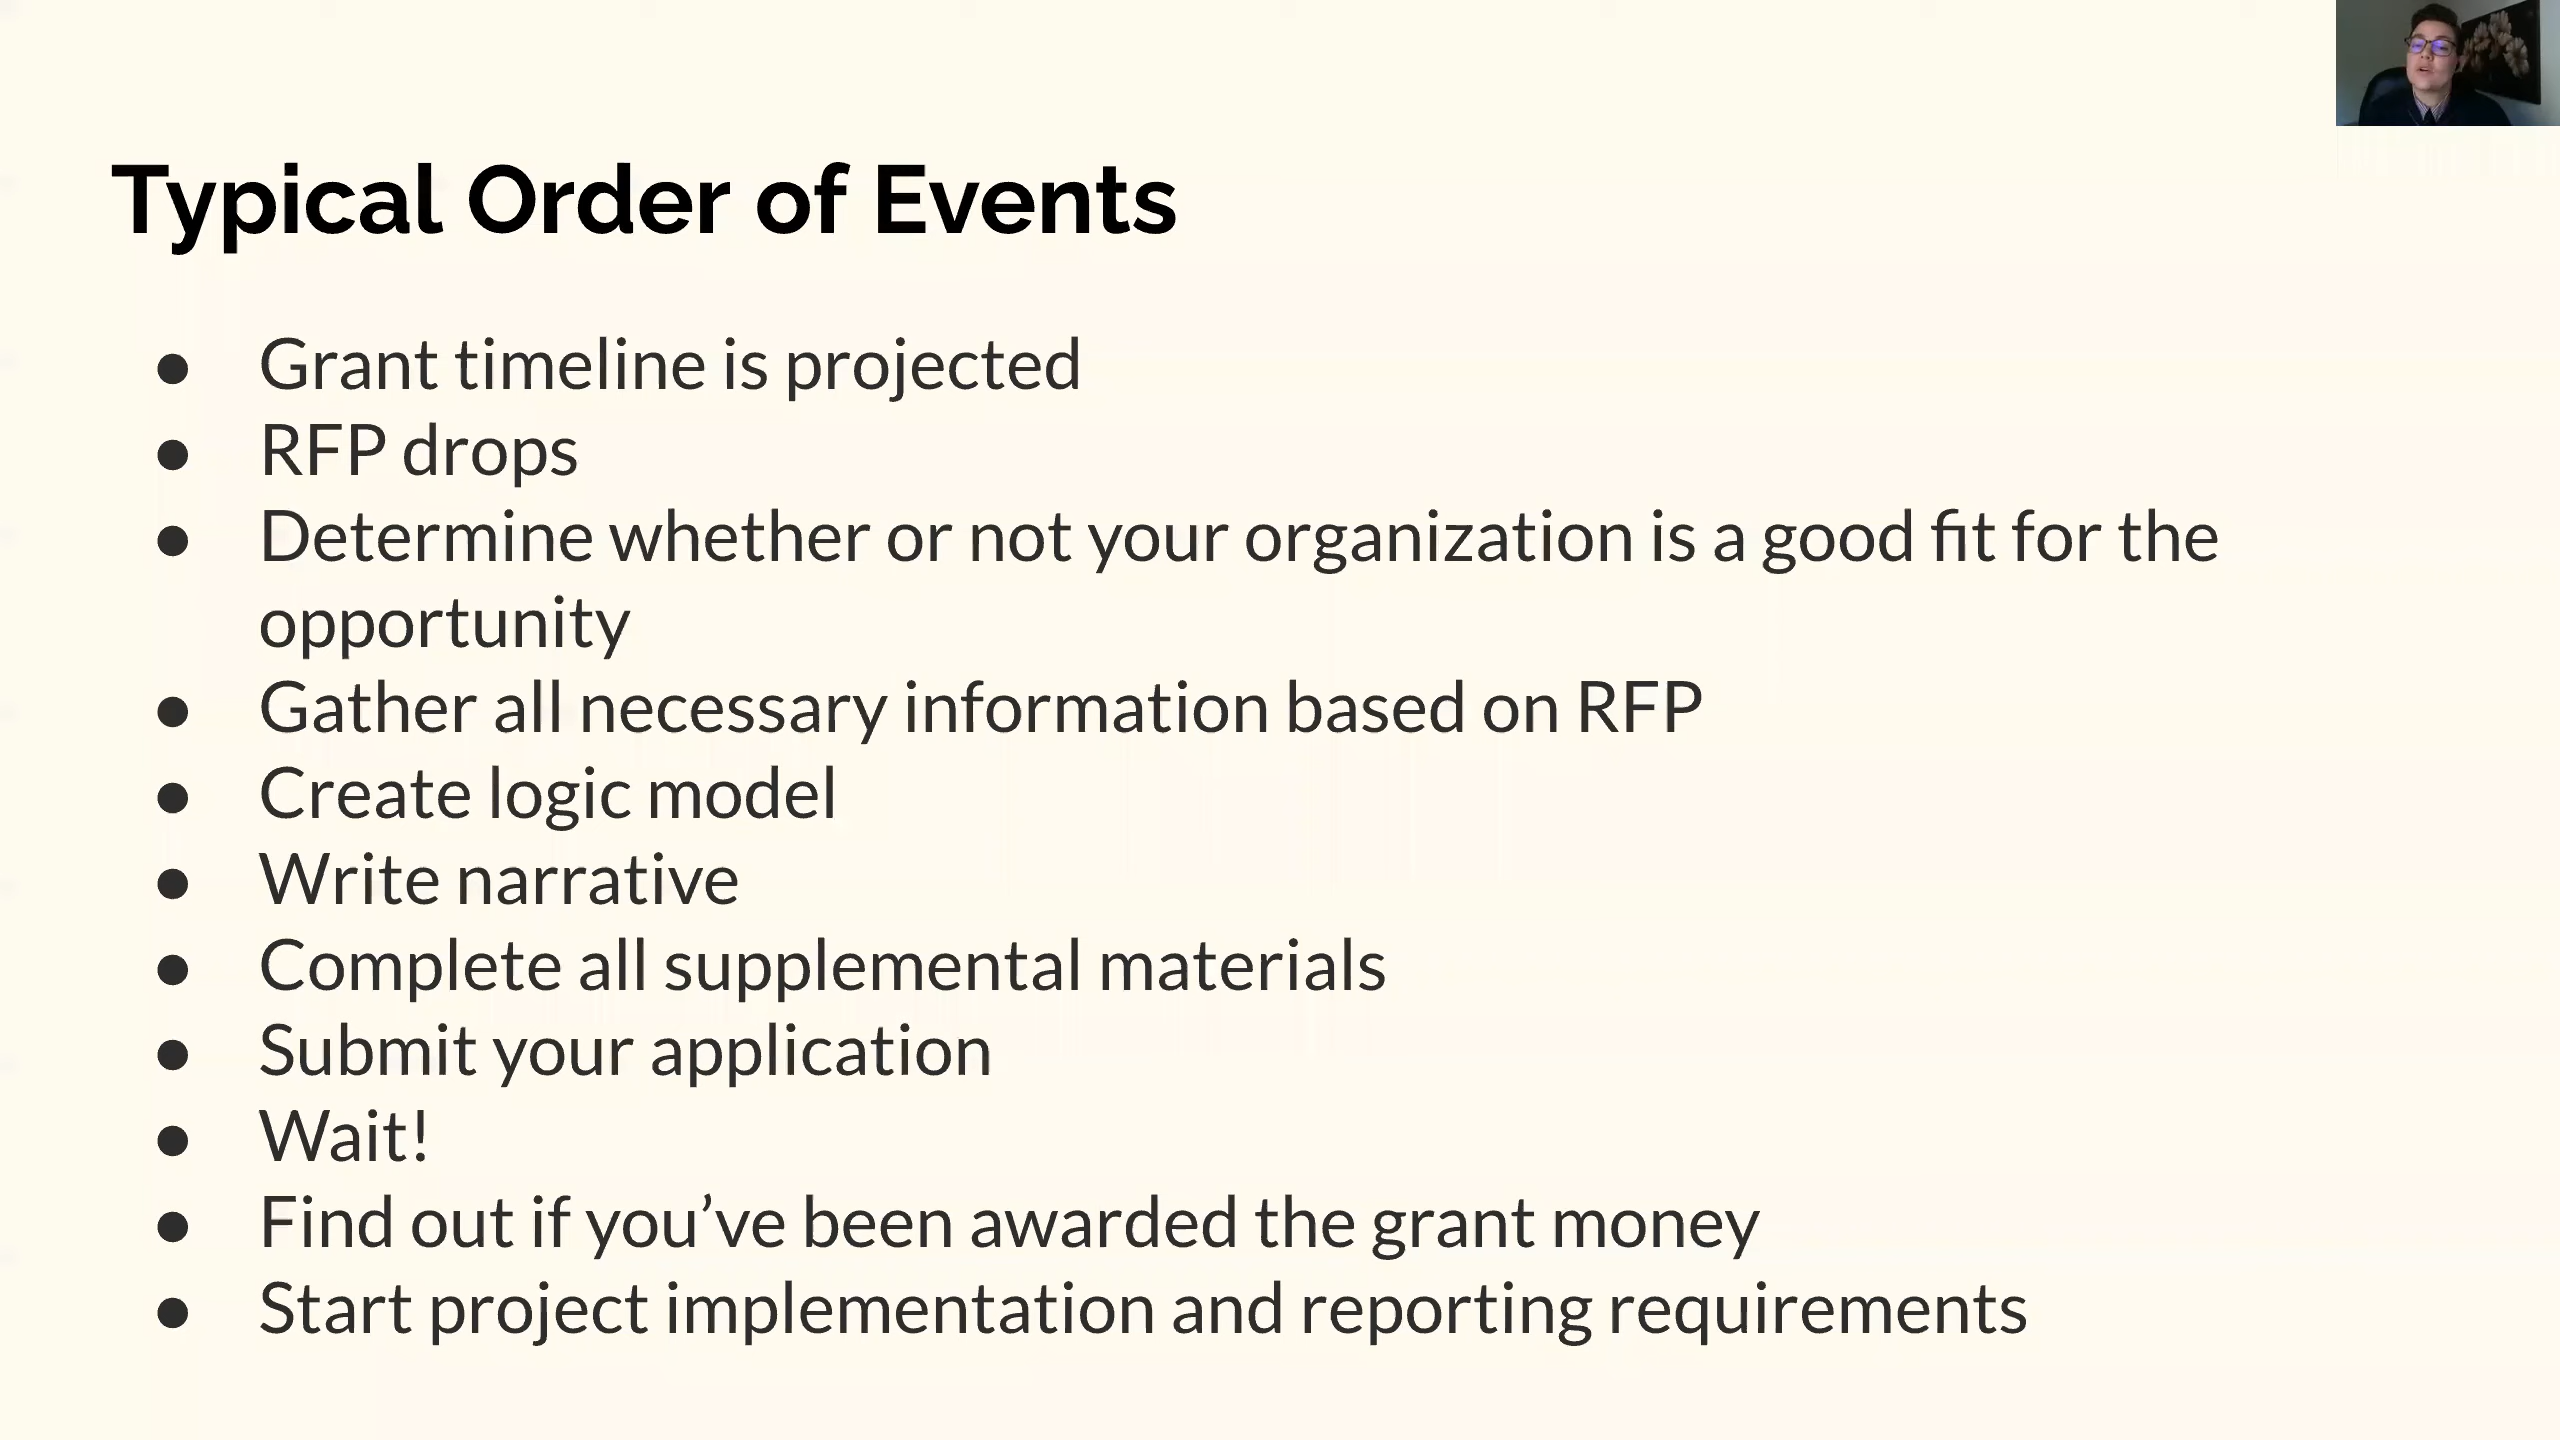 Typical Order of Events
● Grant timeline is projected
● RFP drops
● Determine whether or not your organization is a good fit for the
opportunity
● Gather all necessary information based on RFP
● Create logic model
● Write narrative
● Complete all supplemental materials
● Submit your application
● Wait!
● Find out if you’ve been awarded the grant money
● Start project implementation and reporting requirements